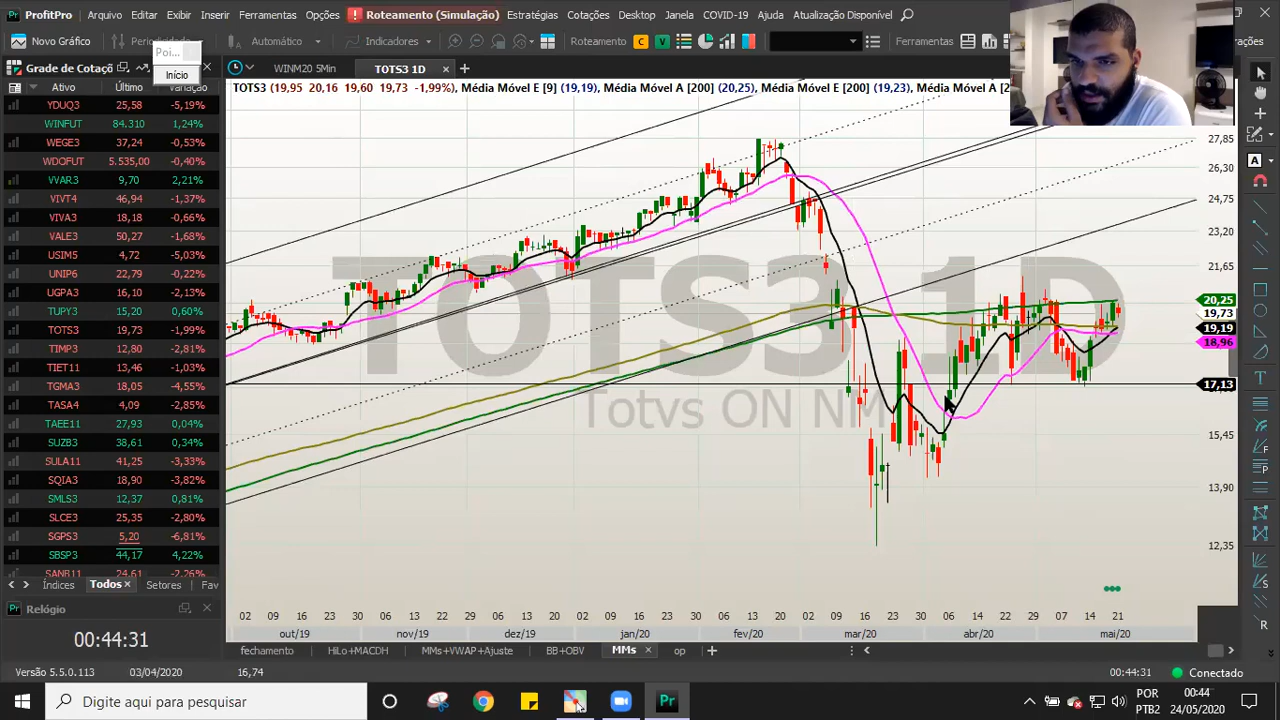 ProfitPro Arquivo Editar Exibir Inserir Ferramentas Opções Roteamento (Simulação) Estratégias Cotações Desktop Janela COVID-19 Ajuda Atualização Disponível
Novo Gráfico Periodicidade Automático Indicadores Roteamento C V Ferramentas
Poi...
Início
Grade de Cotaçõ
WINM20 5Min TOTS3 1D
Ativo Último Variação
TOTS3 (19,95 20,16 19,60 19,73 -1,99%), Média Móvel E [9] (19,19), Média Móvel A [200] (20,25), Média Móvel E [200] (19,23), Média Móvel A [2
YDUQ3 25,58 -5,19%
WINFUT 84.310 1,24%
WEGE3 37,24 -0,53%
WDOFUT 5.535,00 -0,40%
VVAR3 9,70 2,21%
VIVT4 46,94 -1,37%
VIVA3 18,18 -0,66%
VALE3 50,27 -1,68%
USIM5 4,72 -5,03%
UNIP6 22,79 -0,22%
UGPA3 16,10 -2,13%
TUPY3 15,20 0,60%
TOTS3 19,73 -1,99%
TIMP3 12,80 -2,81%
TIET11 13,46 -1,03%
TGMA3 18,05 -4,55%
TASA4 4,09 -2,85%
TAEE11 27,93 0,04%
SUZB3 38,61 0,34%
SULA11 41,25 -3,33%
SQIA3 18,90 -3,82%
SMLS3 12,37 0,81%
SLCE3 25,35 -2,80%
SGPS3 5,20 -6,81%
SBSP3 44,17 4,22%
SANB11 24,61 -2,26%
Índices Todos Setores Fav
TOTS3 1D
Totvs ON NM
27,85
26,30
24,75
23,20
21,65
20,25
19,73
19,19
18,96
17,13
15,45
13,90
12,35
02 09 16 23 30 06 13 20 27 04 11 18 25 02 09 16 23 30 06 13 20 02 09 16 23 30 06 14 22 29 07 14 21
out/19 nov/19 dez/19 jan/20 fev/20 mar/20 abr/20 mai/20
Relógio
00:44:31
fechamento HiLo+MACDH MMs+VWAP+Ajuste BB+OBV MMs op
Versão 5.5.0.113 03/04/2020 16,74 00:44:31 Conectado
Digite aqui para pesquisar
POR
PTB2
00:44
24/05/2020